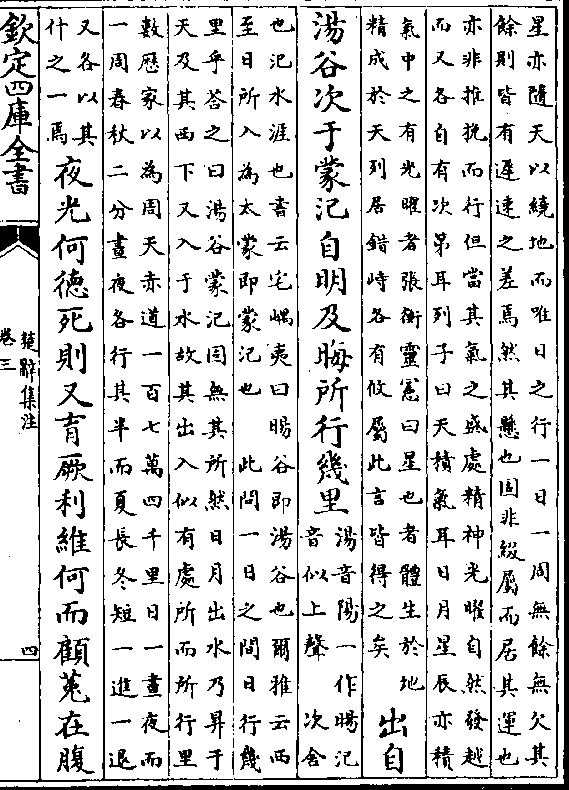 星亦隨天以繞地而唯日之行一日一周無餘無欠其
餘則皆有遲速之差焉然其懸也固非綴屬而居其運也
亦非推挽而行但當其氣之盛處精神光曜自然發越
而又各自有次第耳列子曰天積氣耳日月星辰亦積
氣中之有光曜者張衡靈憲曰星也者體生於地
精成於天列居錯峙各有攸屬此言皆得之矣
出自
湯谷次于蒙汜自明及晦所行幾里
湯音陽一作暘汜
音似上聲 次舍
也汜水涯也書云宅嵎夷曰暘谷即湯谷也爾雅云西
至日所入為太蒙即蒙汜也 此問一日之間日行幾
里乎答之曰湯谷蒙汜固無其所然日月出水乃昇于
天及其西下又入于水故其出入似有處所而所行里
數厯家以為周天赤道一百七萬四千里日一晝夜而
一周春秋二分晝夜各行其半而夏長冬短一進一退
又各以其
什之一焉
夜光何德死則又育厥利維何而顧菟在腹
欽定四庫全書
楚辭集注
卷三
四